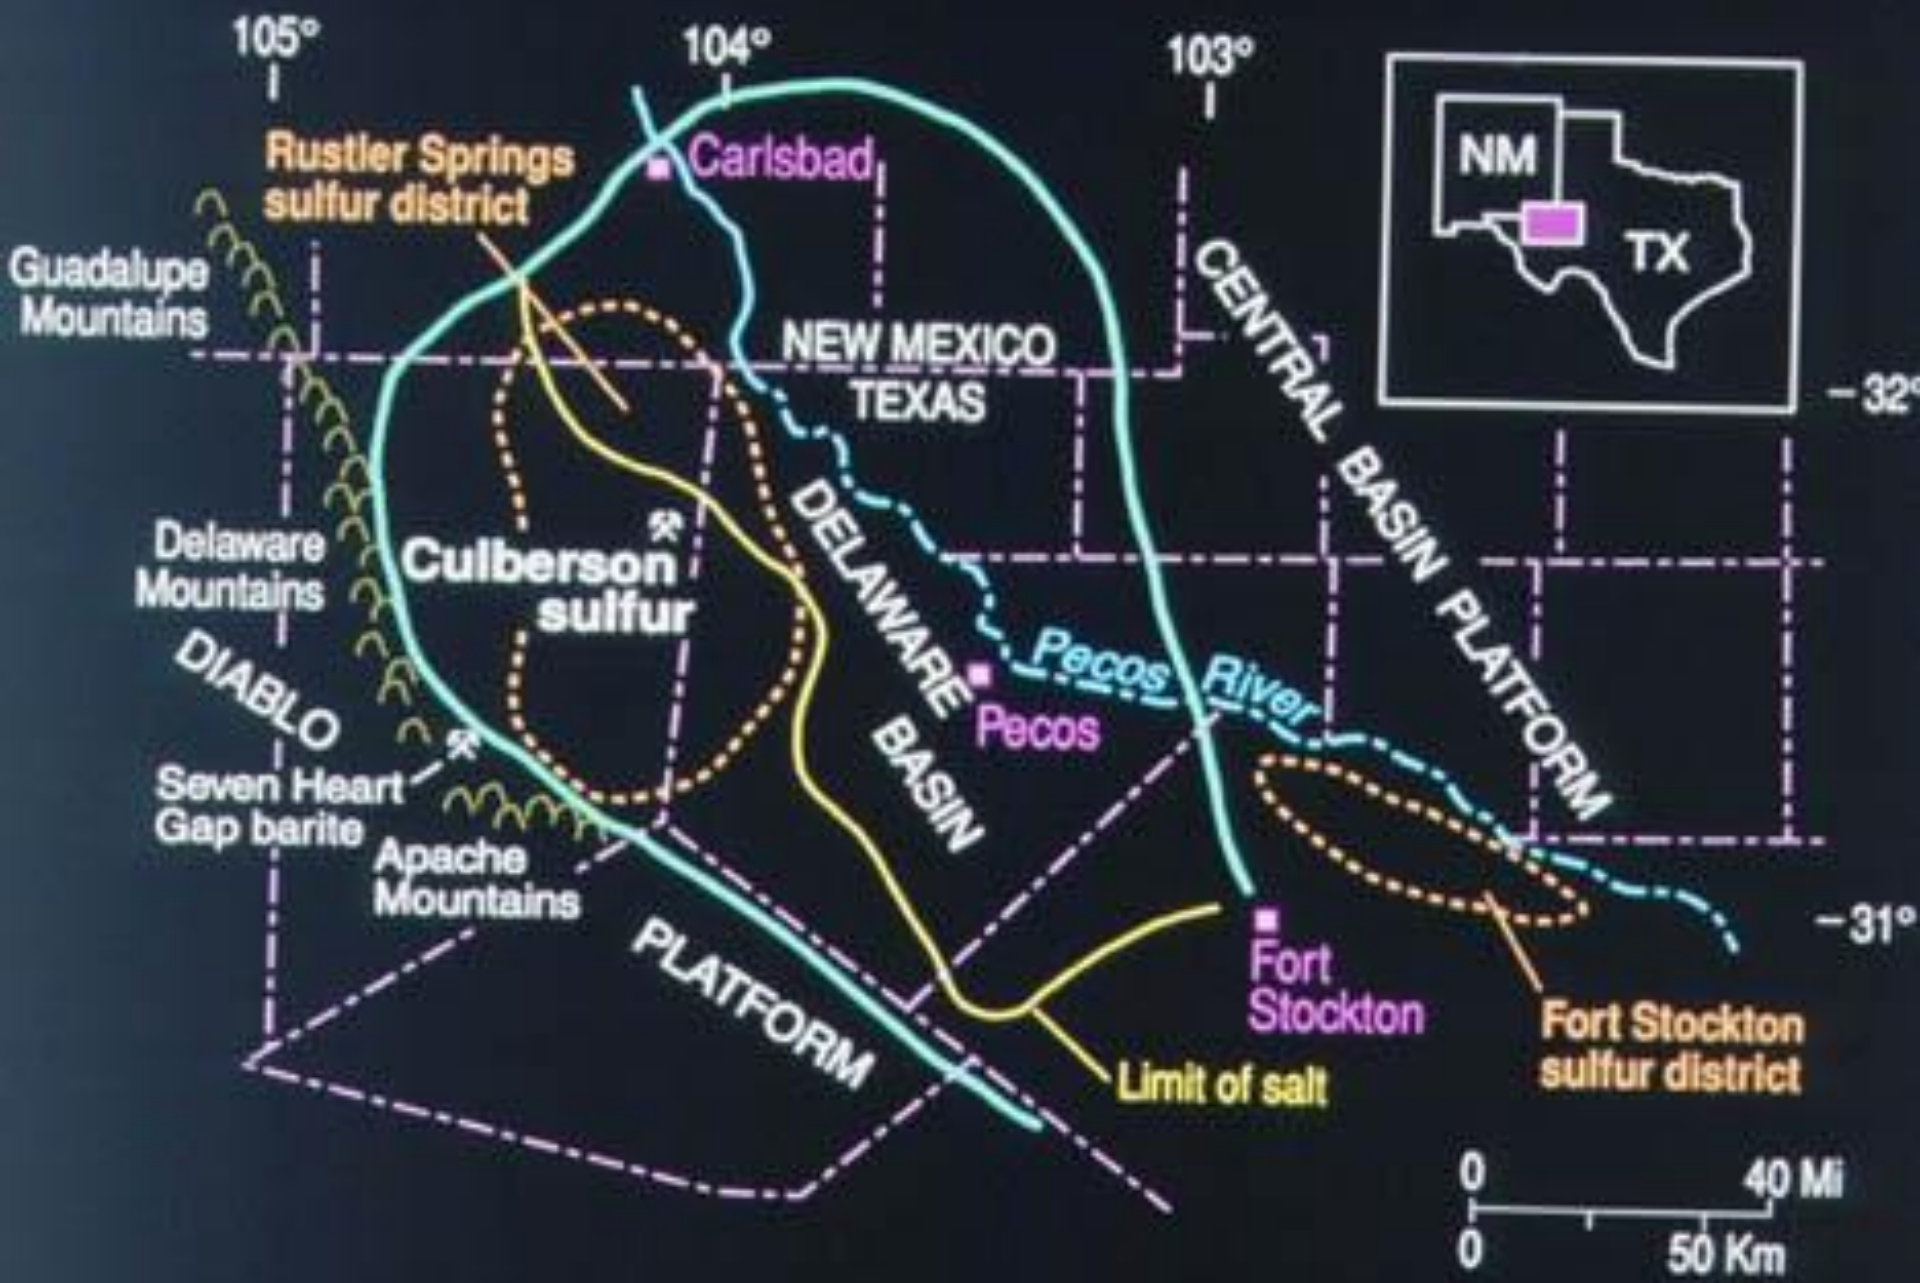 105°
104°
103°
Rustler Springs
sulfur district
Carlsbad
NM
TX
Guadalupe
Mountains
NEW MEXICO
TEXAS
CENTRAL BASIN PLATFORM
-32°
Delaware
Mountains
Culberson
sulfur
DELAWARE
BASIN
Pecos River
Pecos
DIABLO
PLATFORM
Seven Heart
Gap barite
Apache
Mountains
-31°
Fort
Stockton
Fort Stockton
sulfur district
Limit of salt
0
40 Mi
0
50 Km